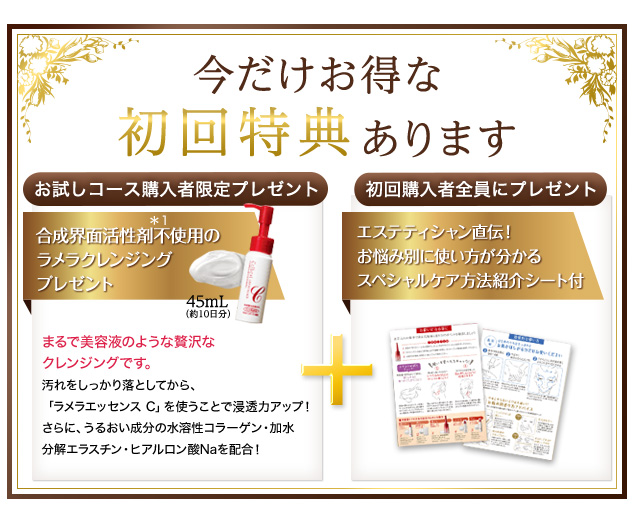 今だけお得な
初回特典あります
お試しコース購入者限定プレゼント
＊1
合成界面活性剤不使用の
ラメラクレンジング
プレゼント
45mL
（約10日分）
まるで美容液のような贅沢な
クレンジングです。
汚れをしっかり落としてから、
「ラメラエッセンス C」を使うことで浸透力アップ！
さらに、うるおい成分の水溶性コラーゲン・加水
分解エラスチン・ヒアルロン酸Naを配合！
+
初回購入者全員にプレゼント
エステティシャン直伝！
お悩み別に使い方が分かる
スペシャルケア方法紹介シート付